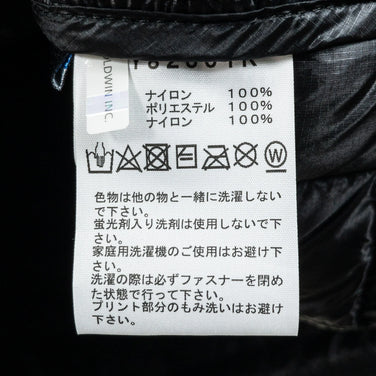 LDWIN INC.
ナイロン 100%
ポリエステル 100%
ナイロン 100%
W
色物は他の物と一緒に洗濯しない
で下さい。
蛍光剤入り洗剤は使用しないで下
さい。
家庭用洗濯機のご使用はお避け下
さい。
洗濯の際は必ずファスナーを閉め
た状態で行って下さい。
プリント部分のもみ洗いはお避け
下さい。